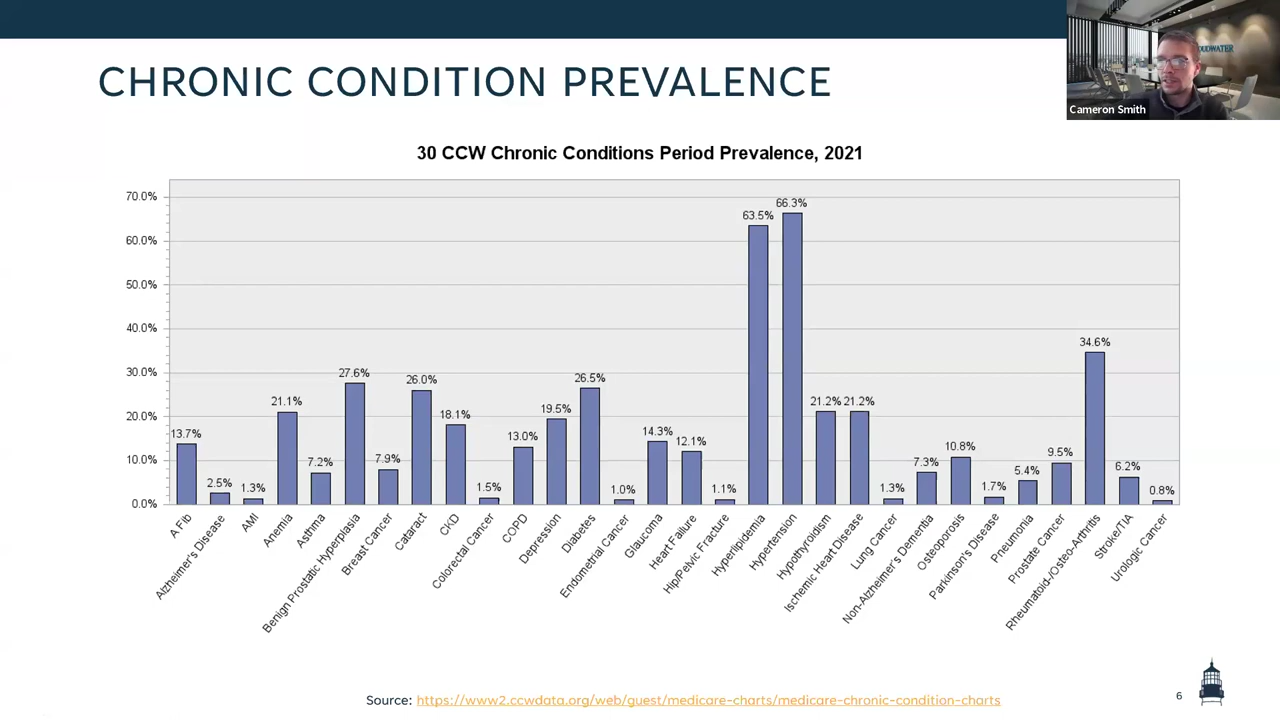 CHRONIC CONDITION PREVALENCE
OUDWATER
Cameron Smith
30 CCW Chronic Conditions Period Prevalence, 2021
70.0%
60.0%
50.0%
40.0%
30.0%
20.0%
10.0%
0.0%
13.7%
2.5%
1.3%
21.1%
7.2%
27.6%
7.9%
26.0%
18.1%
1.5%
13.0%
19.5%
26.5%
1.0%
14.3%
12.1%
1.1%
63.5%
66.3%
21.2%
21.2%
1.3%
7.3%
10.8%
1.7%
5.4%
9.5%
34.6%
6.2%
0.8%
A Fib
Alzheimer's Disease
AMI
Anemia
Asthma
Benign Prostatic Hyperplasia
Breast Cancer
Cataract
CKD
Colorectal Cancer
COPD
Depression
Diabetes
Endometrial Cancer
Glaucoma
Heart Failure
Hip/Pelvic Fracture
Hyperlipidemia
Hypertension
Hypothyroidism
Ischemic Heart Disease
Lung Cancer
Non-Alzheimer's Dementia
Osteoporosis
Parkinson's Disease
Pneumonia
Prostate Cancer
Rheumatoid-/Osteo-Arthritis
Stroke/TIA
Urologic Cancer
Source: https://www2.ccwdata.org/web/guest/medicare-charts/medicare-chronic-condition-charts
6